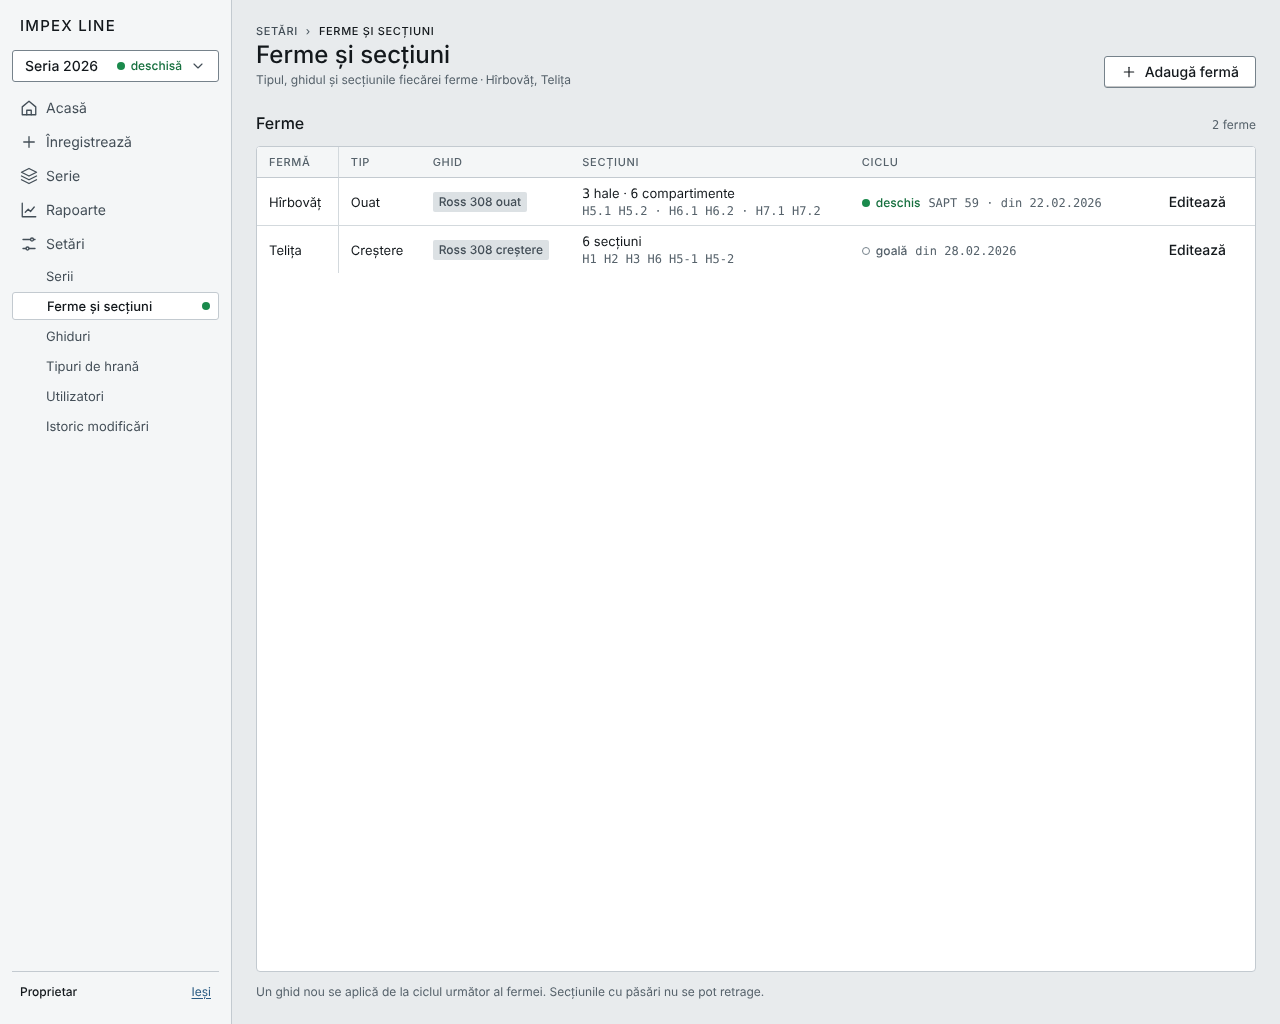 IMPEX LINE
Seria 2026 deschisă
Acasă
Înregistrează
Serie
Rapoarte
Setări
Serii
Ferme și secțiuni
Ghiduri
Tipuri de hrană
Utilizatori
Istoric modificări
Proprietar Ieși
SETĂRI › FERME ȘI SECȚIUNI
Ferme și secțiuni
Tipul, ghidul și secțiunile fiecărei ferme · Hîrbovăț, Telița
Adaugă fermă
Ferme 2 ferme
FERMĂ TIP GHID SECȚIUNI CICLU
Hîrbovăț Ouat Ross 308 ouat 3 hale · 6 compartimente deschis SAPT 59 · din 22.02.2026 Editează
H5.1 H5.2 · H6.1 H6.2 · H7.1 H7.2
Telița Creștere Ross 308 creștere 6 secțiuni goală din 28.02.2026 Editează
H1 H2 H3 H6 H5-1 H5-2
Un ghid nou se aplică de la ciclul următor al fermei. Secțiunile cu păsări nu se pot retrage.